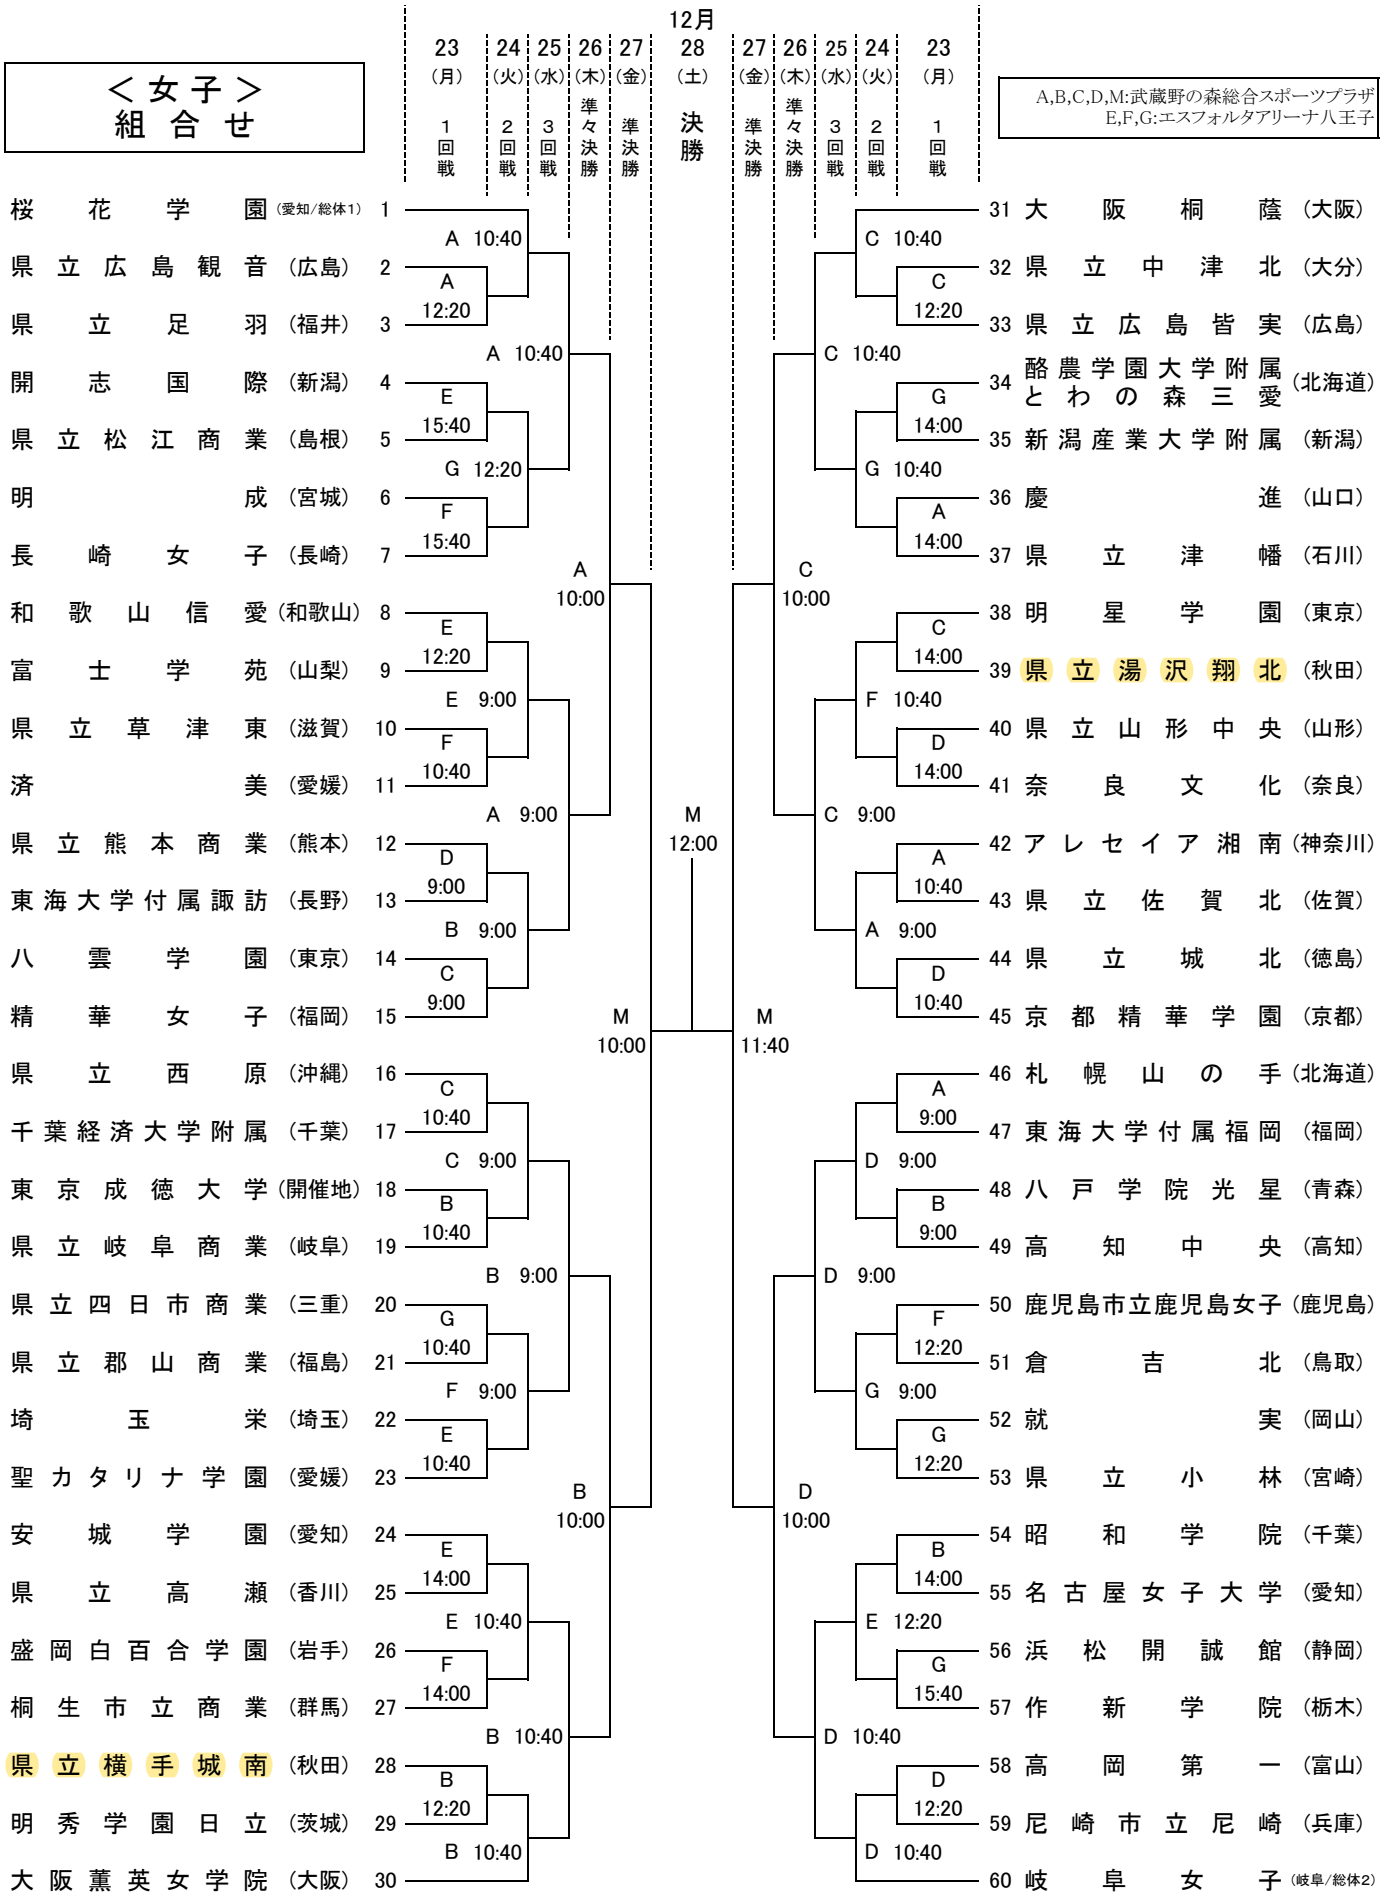 12月
23 24 25 26 27 28 27 26 25 24 23
(月) (火) (水) (木) (金) (土) (金) (木) (水) (火) (月)
1回戦 2回戦 3回戦 準々決勝 準決勝 決勝 準決勝 準々決勝 3回戦 2回戦 1回戦
＜女子＞
組合せ
A,B,C,D,M:武蔵野の森総合スポーツプラザ
E,F,G:エスフォルタアリーナ八王子
桜花学園 (愛知/総体1) 1
A 10:40
県立広島観音 (広島) 2
A
12:20
県立足羽 (福井) 3
A 10:40
開志国際 (新潟) 4
E
15:40
県立松江商業 (島根) 5
G 12:20
明成 (宮城) 6
F
15:40
長崎女子 (長崎) 7
A
10:00
和歌山信愛 (和歌山) 8
E
12:20
富士学苑 (山梨) 9
E 9:00
県立草津東 (滋賀) 10
F
10:40
済美 (愛媛) 11
A 9:00
県立熊本商業 (熊本) 12
D
9:00
東海大学付属諏訪 (長野) 13
B 9:00
八雲学園 (東京) 14
C
9:00
精華女子 (福岡) 15
M
10:00
県立西原 (沖縄) 16
C
10:40
千葉経済大学附属 (千葉) 17
C 9:00
東京成徳大学 (開催地) 18
B
10:40
県立岐阜商業 (岐阜) 19
B 9:00
県立四日市商業 (三重) 20
G
10:40
県立郡山商業 (福島) 21
F 9:00
埼玉栄 (埼玉) 22
E
10:40
聖カタリナ学園 (愛媛) 23
B
10:00
安城学園 (愛知) 24
E
14:00
県立高瀬 (香川) 25
E 10:40
盛岡白百合学園 (岩手) 26
F
14:00
桐生市立商業 (群馬) 27
B 10:40
県立横手城南 (秋田) 28
B
12:20
明秀学園日立 (茨城) 29
B 10:40
大阪薫英女学院 (大阪) 30
M
12:00
31 大阪桐蔭 (大阪)
C 10:40
32 県立中津北 (大分)
C
12:20
33 県立広島皆実 (広島)
C 10:40
34 酪農学園大学附属
とわの森三愛 (北海道)
G
14:00
35 新潟産業大学附属 (新潟)
G 10:40
36 慶進 (山口)
A
14:00
37 県立津幡 (石川)
C
10:00
38 明星学園 (東京)
C
14:00
39 県立湯沢翔北 (秋田)
F 10:40
40 県立山形中央 (山形)
D
14:00
41 奈良文化 (奈良)
C 9:00
42 アレセイア湘南 (神奈川)
A
10:40
43 県立佐賀北 (佐賀)
A 9:00
44 県立城北 (徳島)
D
10:40
45 京都精華学園 (京都)
M
11:40
46 札幌山の手 (北海道)
A
9:00
47 東海大学付属福岡 (福岡)
D 9:00
48 八戸学院光星 (青森)
B
9:00
49 高知中央 (高知)
D 9:00
50 鹿児島市立鹿児島女子 (鹿児島)
F
12:20
51 倉吉北 (鳥取)
G 9:00
52 就実 (岡山)
G
12:20
53 県立小林 (宮崎)
D
10:00
54 昭和学院 (千葉)
B
14:00
55 名古屋女子大学 (愛知)
E 12:20
56 浜松開誠館 (静岡)
G
15:40
57 作新学院 (栃木)
D 10:40
58 高岡第一 (富山)
D
12:20
59 尼崎市立尼崎 (兵庫)
D 10:40
60 岐阜女子 (岐阜/総体2)